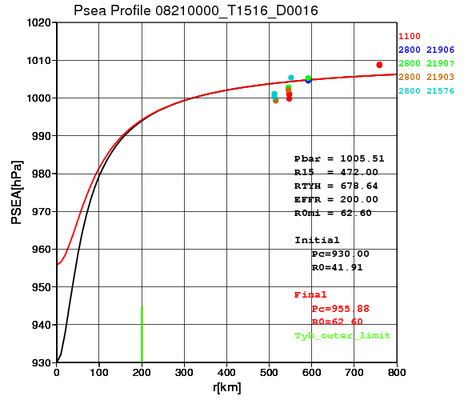 Psea Profile 08210000_T1516_D0016
1020
1010
1000
990
980
970
960
950
940
930
PSEA[hPa]
0 100 200 300 400 500 600 700 800
r[km]
1100
2800 21906
2800 21907
2800 21903
2800 21576
Pbar = 1005.51
R15 = 472.00
RTYH = 678.64
EFFR = 200.00
R0mi = 62.60
Initial
Pc=930.00
R0=41.91
Final
Pc=955.88
R0=62.60
Typ_outer_limit